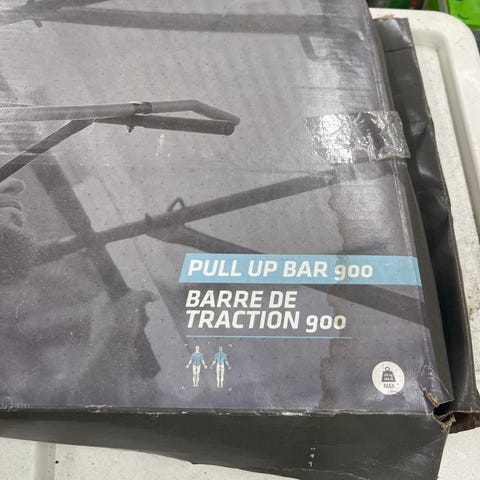 PULL UP BAR 900
BARRE DE
TRACTION 900
MAX